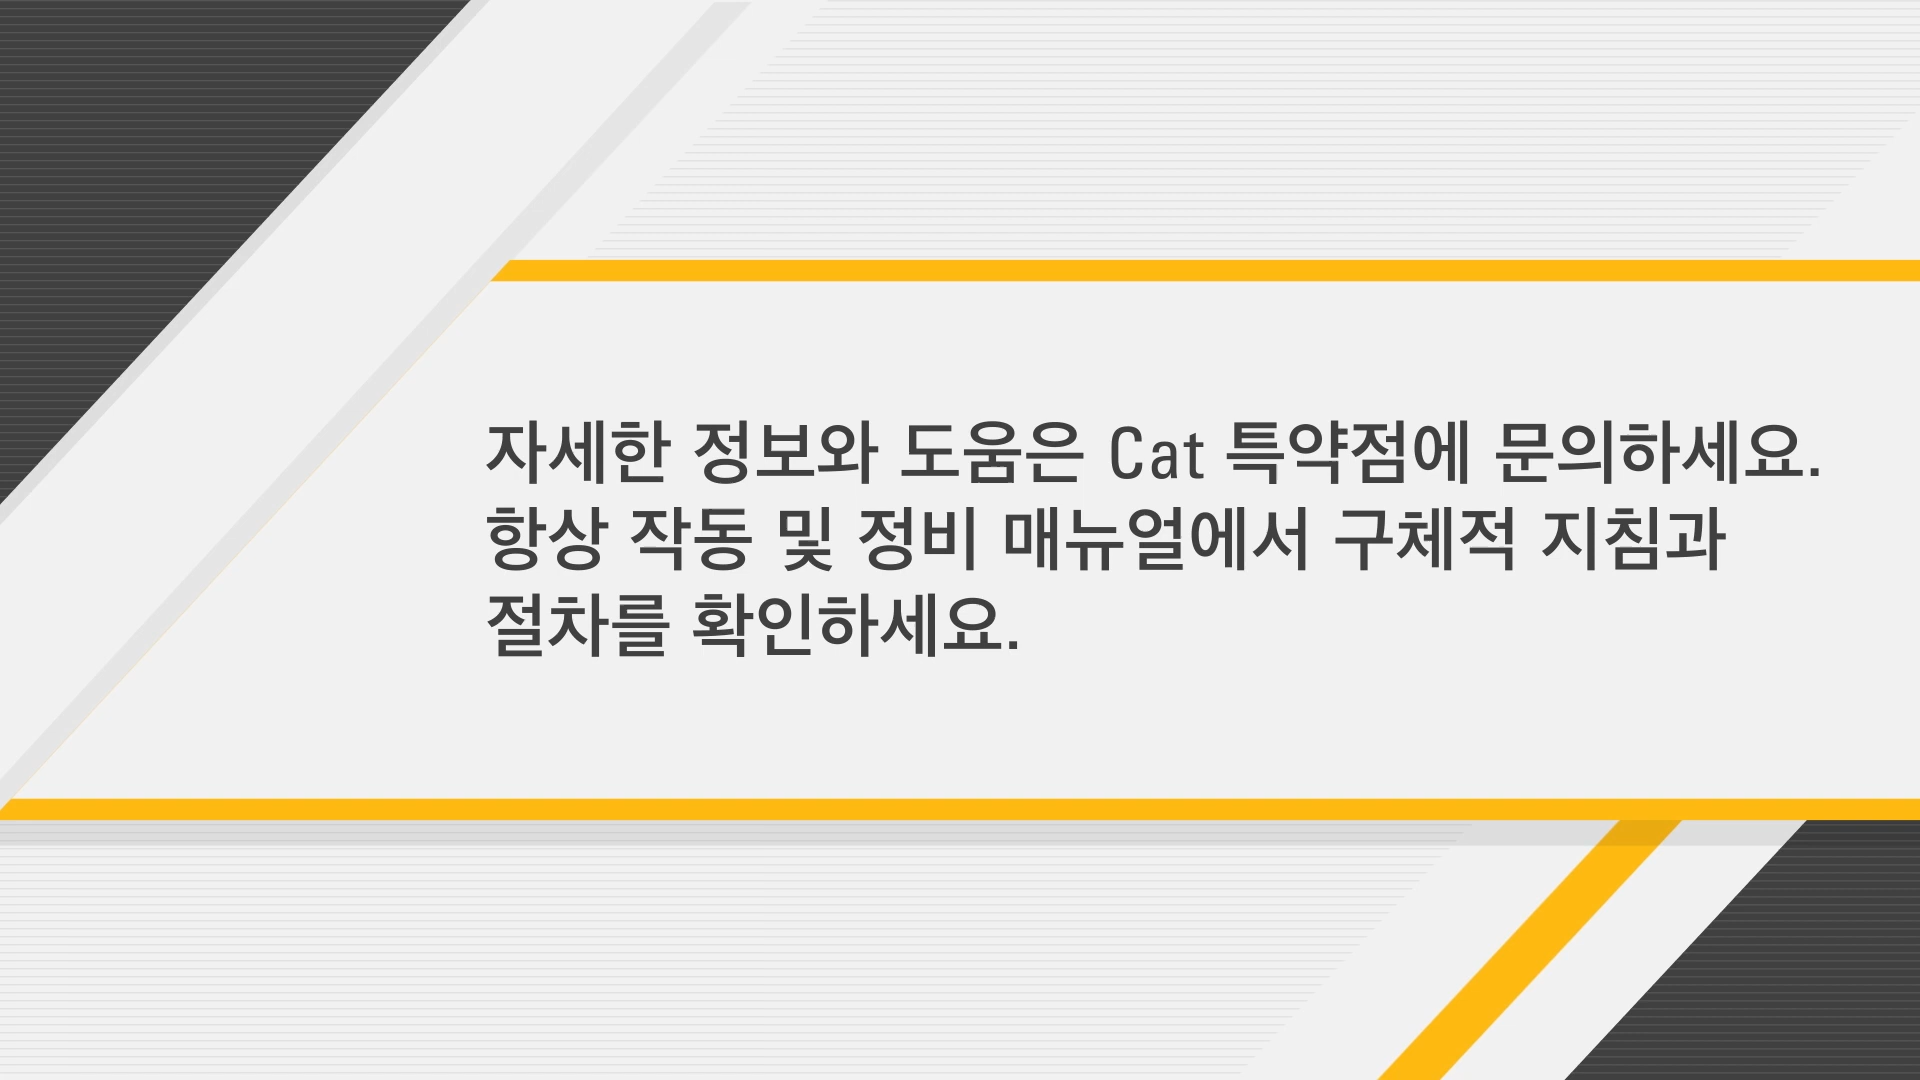 자세한 정보와 도움은 Cat 특약점에 문의하세요.
항상 작동 및 정비 매뉴얼에서 구체적 지침과
절차를 확인하세요.